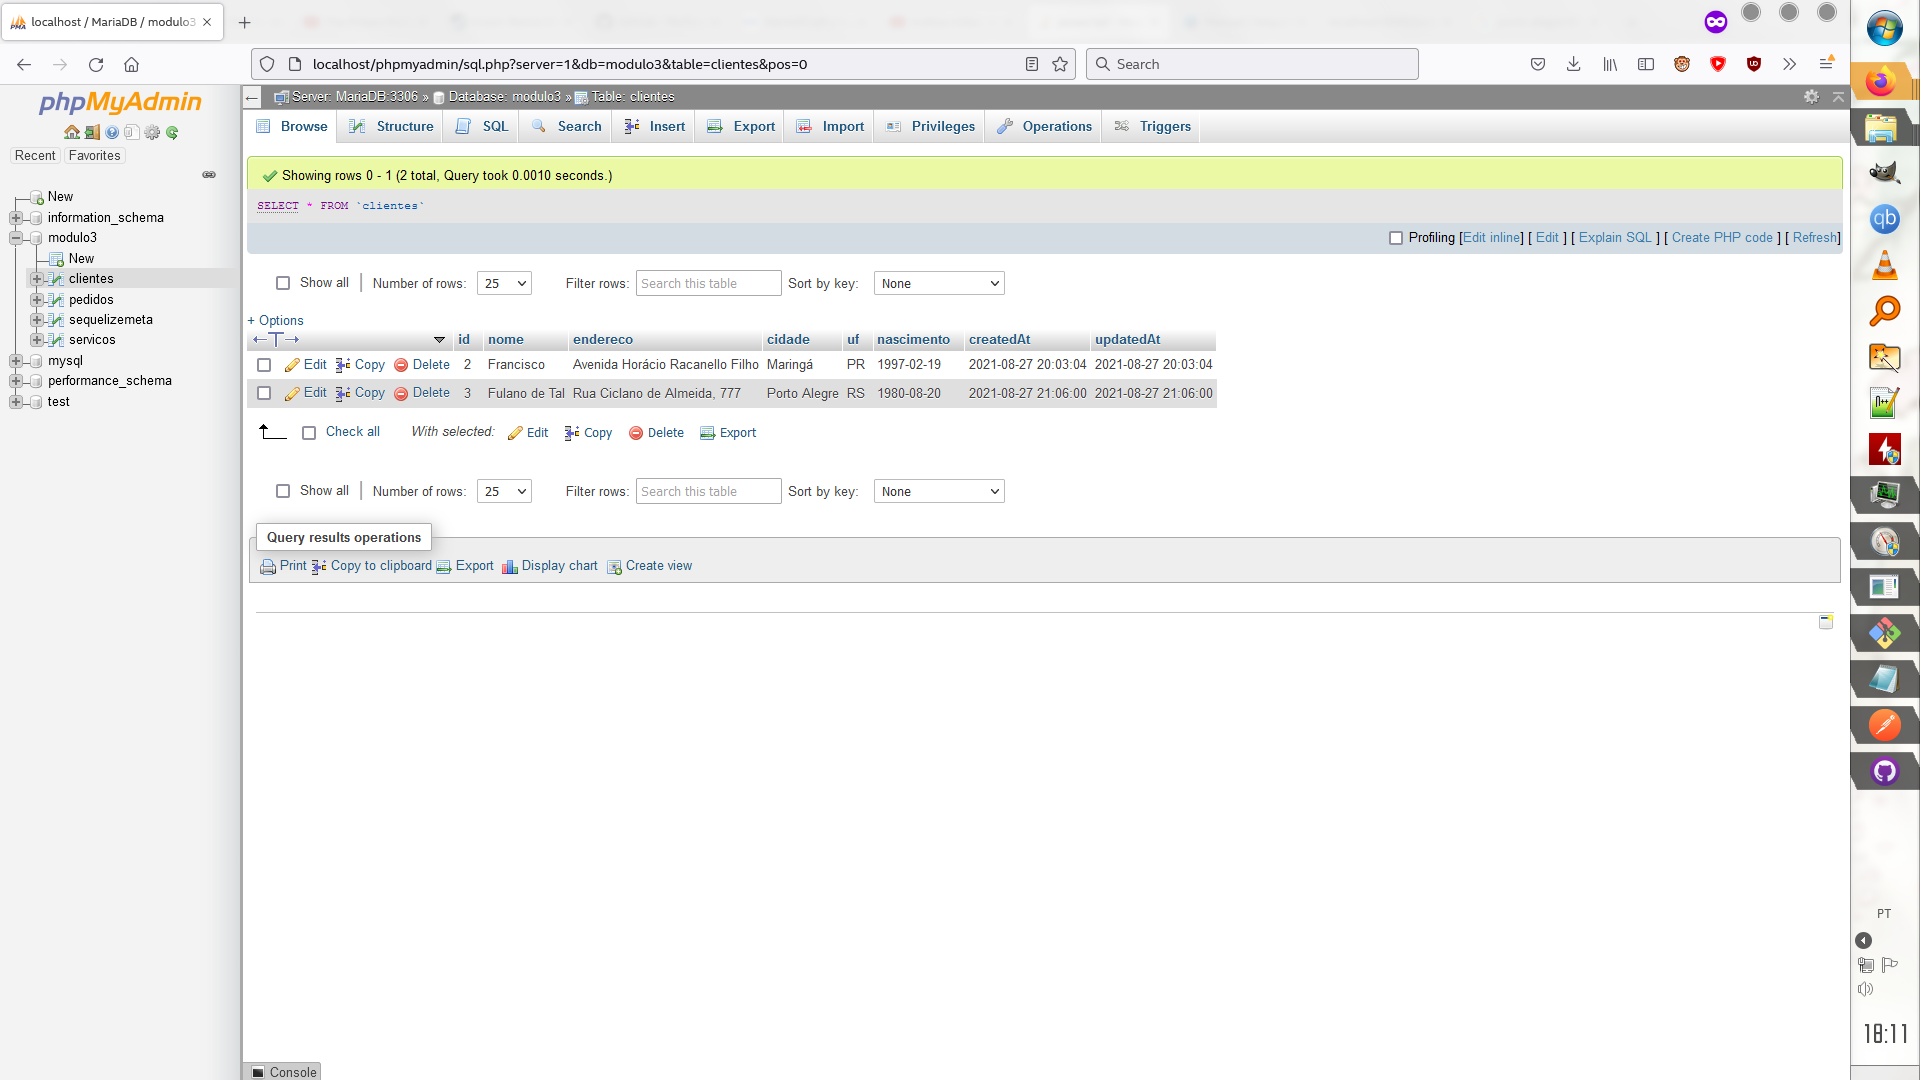 localhost / MariaDB / modulo3
localhost/phpmyadmin/sql.php?server=1&db=modulo3&table=clientes&pos=0
Search
phpMyAdmin
Recent
Favorites
New
information_schema
modulo3
New
clientes
pedidos
sequelizemeta
servicos
mysql
performance_schema
test
Server: MariaDB:3306 » Database: modulo3 » Table: clientes
Browse Structure SQL Search Insert Export Import Privileges Operations Triggers
Showing rows 0 - 1 (2 total, Query took 0.0010 seconds.)
SELECT * FROM `clientes`
Profiling [Edit inline] [ Edit ] [ Explain SQL ] [ Create PHP code ] [ Refresh]
Show all Number of rows: 25 Filter rows: Search this table Sort by key: None
+ Options
id nome endereco cidade uf nascimento createdAt updatedAt
Edit Copy Delete 2 Francisco Avenida Horácio Racanello Filho Maringá PR 1997-02-19 2021-08-27 20:03:04 2021-08-27 20:03:04
Edit Copy Delete 3 Fulano de Tal Rua Ciclano de Almeida, 777 Porto Alegre RS 1980-08-20 2021-08-27 21:06:00 2021-08-27 21:06:00
Check all With selected: Edit Copy Delete Export
Show all Number of rows: 25 Filter rows: Search this table Sort by key: None
Query results operations
Print Copy to clipboard Export Display chart Create view
Console
qb
PT
18:11